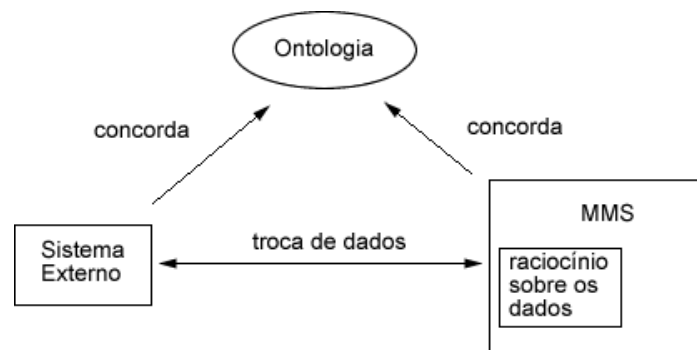 Ontologia
concorda
concorda
MMS
Sistema
Externo
troca de dados
raciocínio
sobre os
dados